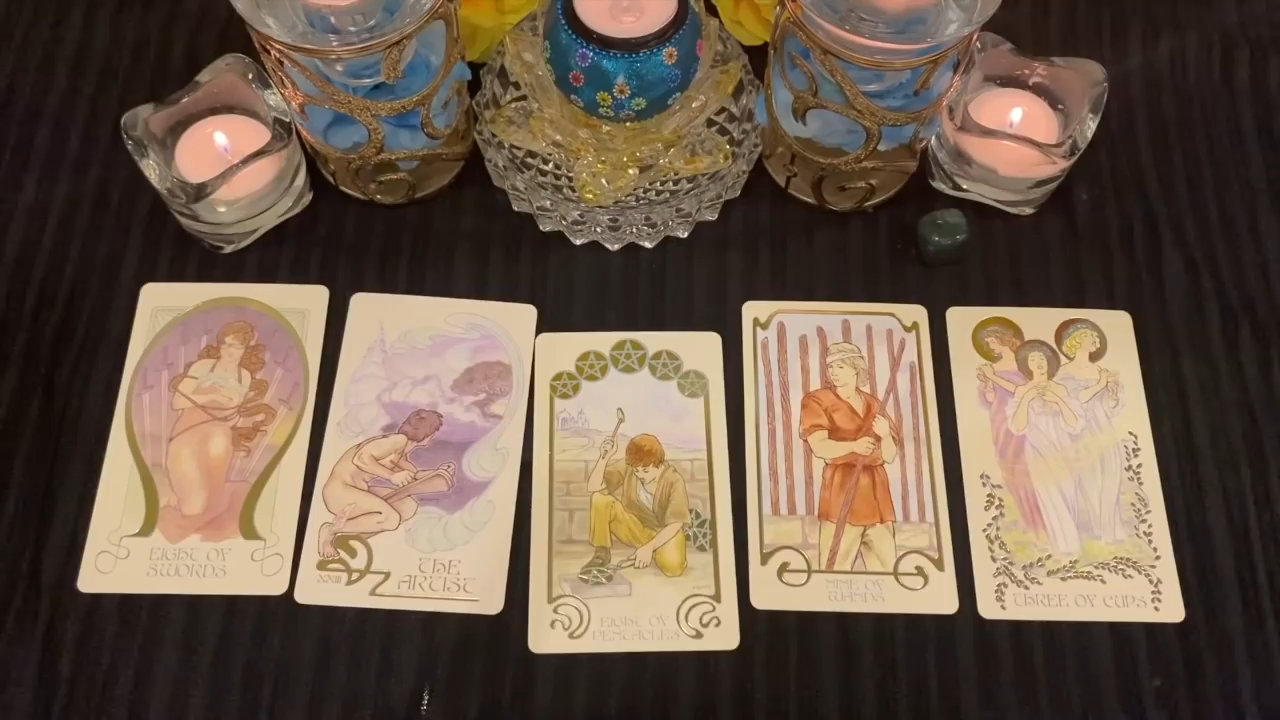 EIGHT OF
SWORDS
XXIII
THE
ARTIST
EIGHT OF
PENTACLES
NINE OF
WANDS
THREE OF CUPS